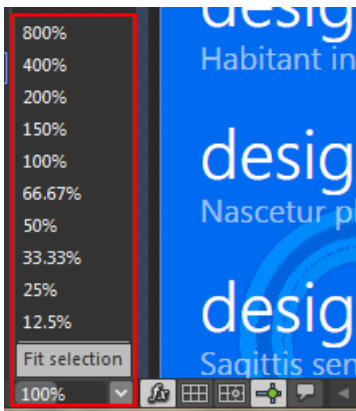 800%
400%
200%
150%
100%
66.67%
50%
33.33%
25%
12.5%
Fit selection
100%
fx
desig
Habitant in
desig
Nascetur p
desig
Sagittis sen